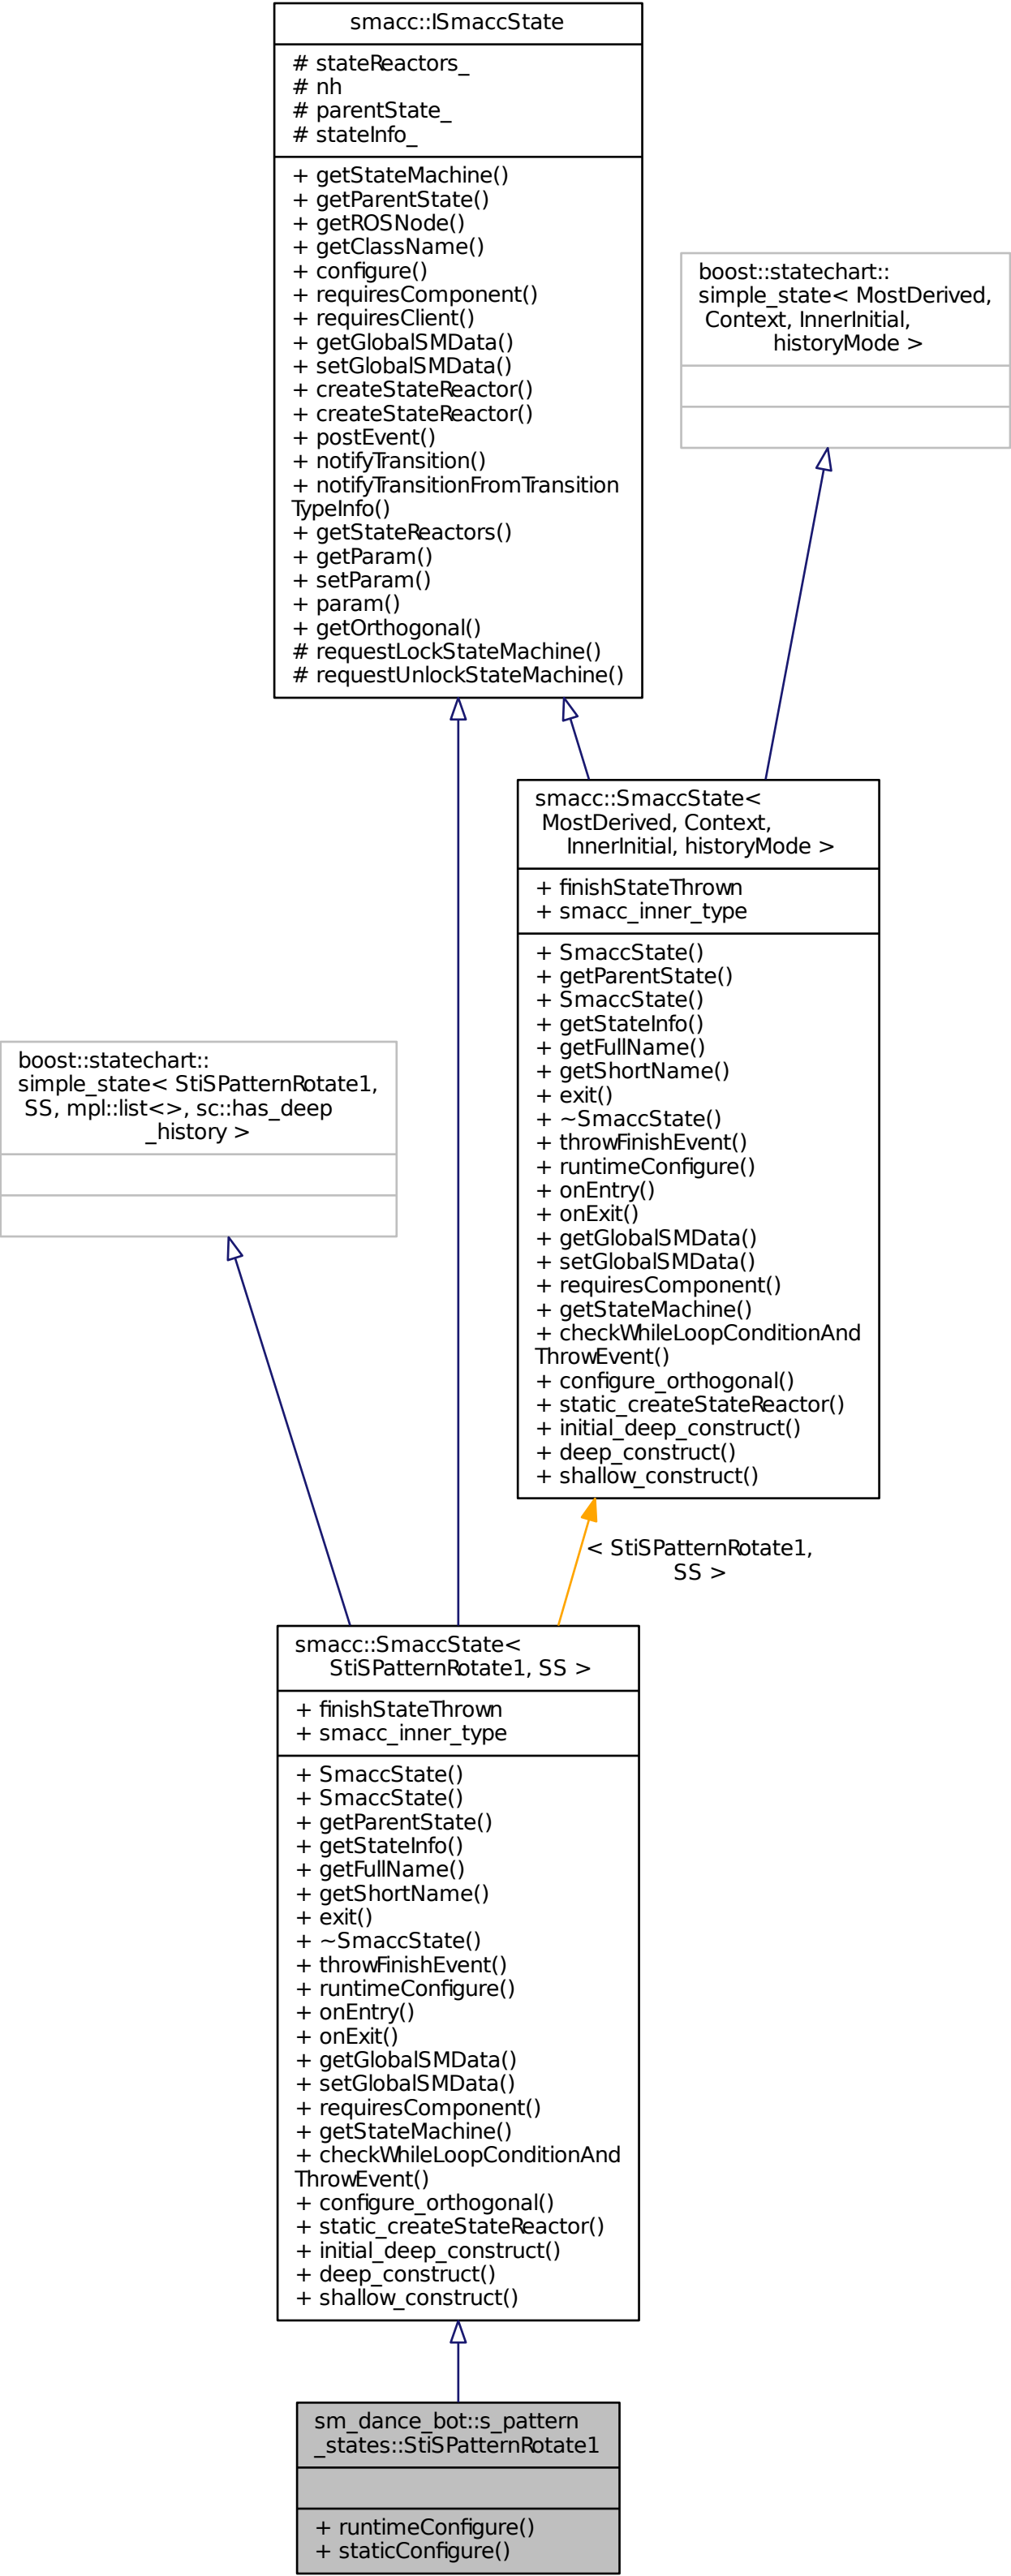 smacc::ISmaccState
# stateReactors_
# nh
# parentState_
# stateInfo_
+ getStateMachine()
+ getParentState()
+ getROSNode()
+ getClassName()
+ configure()
+ requiresComponent()
+ requiresClient()
+ getGlobalSMData()
+ setGlobalSMData()
+ createStateReactor()
+ createStateReactor()
+ postEvent()
+ notifyTransition()
+ notifyTransitionFromTransition
TypeInfo()
+ getStateReactors()
+ getParam()
+ setParam()
+ param()
+ getOrthogonal()
# requestLockStateMachine()
# requestUnlockStateMachine()
boost::statechart::
simple_state< MostDerived,
Context, InnerInitial,
historyMode >
smacc::SmaccState<
MostDerived, Context,
InnerInitial, historyMode >
+ finishStateThrown
+ smacc_inner_type
+ SmaccState()
+ getParentState()
+ SmaccState()
+ getStateInfo()
+ getFullName()
+ getShortName()
+ exit()
+ ~SmaccState()
+ throwFinishEvent()
+ runtimeConfigure()
+ onEntry()
+ onExit()
+ getGlobalSMData()
+ setGlobalSMData()
+ requiresComponent()
+ getStateMachine()
+ checkWhileLoopConditionAnd
ThrowEvent()
+ configure_orthogonal()
+ static_createStateReactor()
+ initial_deep_construct()
+ deep_construct()
+ shallow_construct()
boost::statechart::
simple_state< StiSPatternRotate1,
SS, mpl::list<>, sc::has_deep
_history >
< StiSPatternRotate1,
SS >
smacc::SmaccState<
StiSPatternRotate1, SS >
+ finishStateThrown
+ smacc_inner_type
+ SmaccState()
+ SmaccState()
+ getParentState()
+ getStateInfo()
+ getFullName()
+ getShortName()
+ exit()
+ ~SmaccState()
+ throwFinishEvent()
+ runtimeConfigure()
+ onEntry()
+ onExit()
+ getGlobalSMData()
+ setGlobalSMData()
+ requiresComponent()
+ getStateMachine()
+ checkWhileLoopConditionAnd
ThrowEvent()
+ configure_orthogonal()
+ static_createStateReactor()
+ initial_deep_construct()
+ deep_construct()
+ shallow_construct()
sm_dance_bot::s_pattern
_states::StiSPatternRotate1
+ runtimeConfigure()
+ staticConfigure()